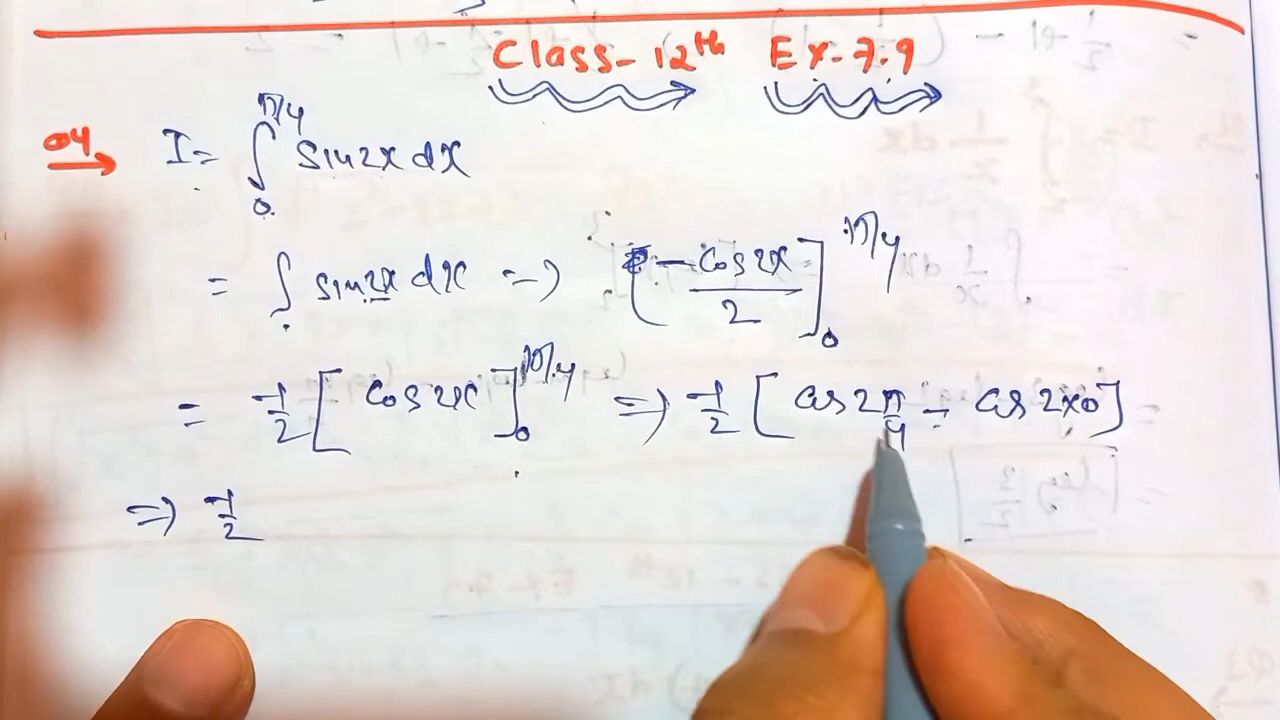 Class-12th Ex-7.9
Q4 I = ∫₀^π/4 sin2x dx
= ∫ sin2x dx => [-cos2x/2]₀^π/4
= -1/2 [cos2x]₀^π/4 => -1/2 [cos2π/4 - cos2×0]
=> -1/2